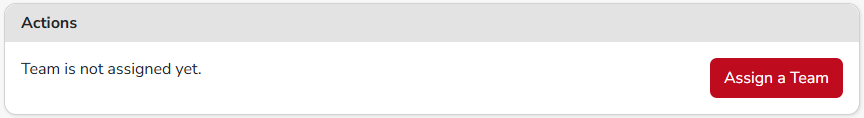 Actions
Team is not assigned yet.
Assign a Team